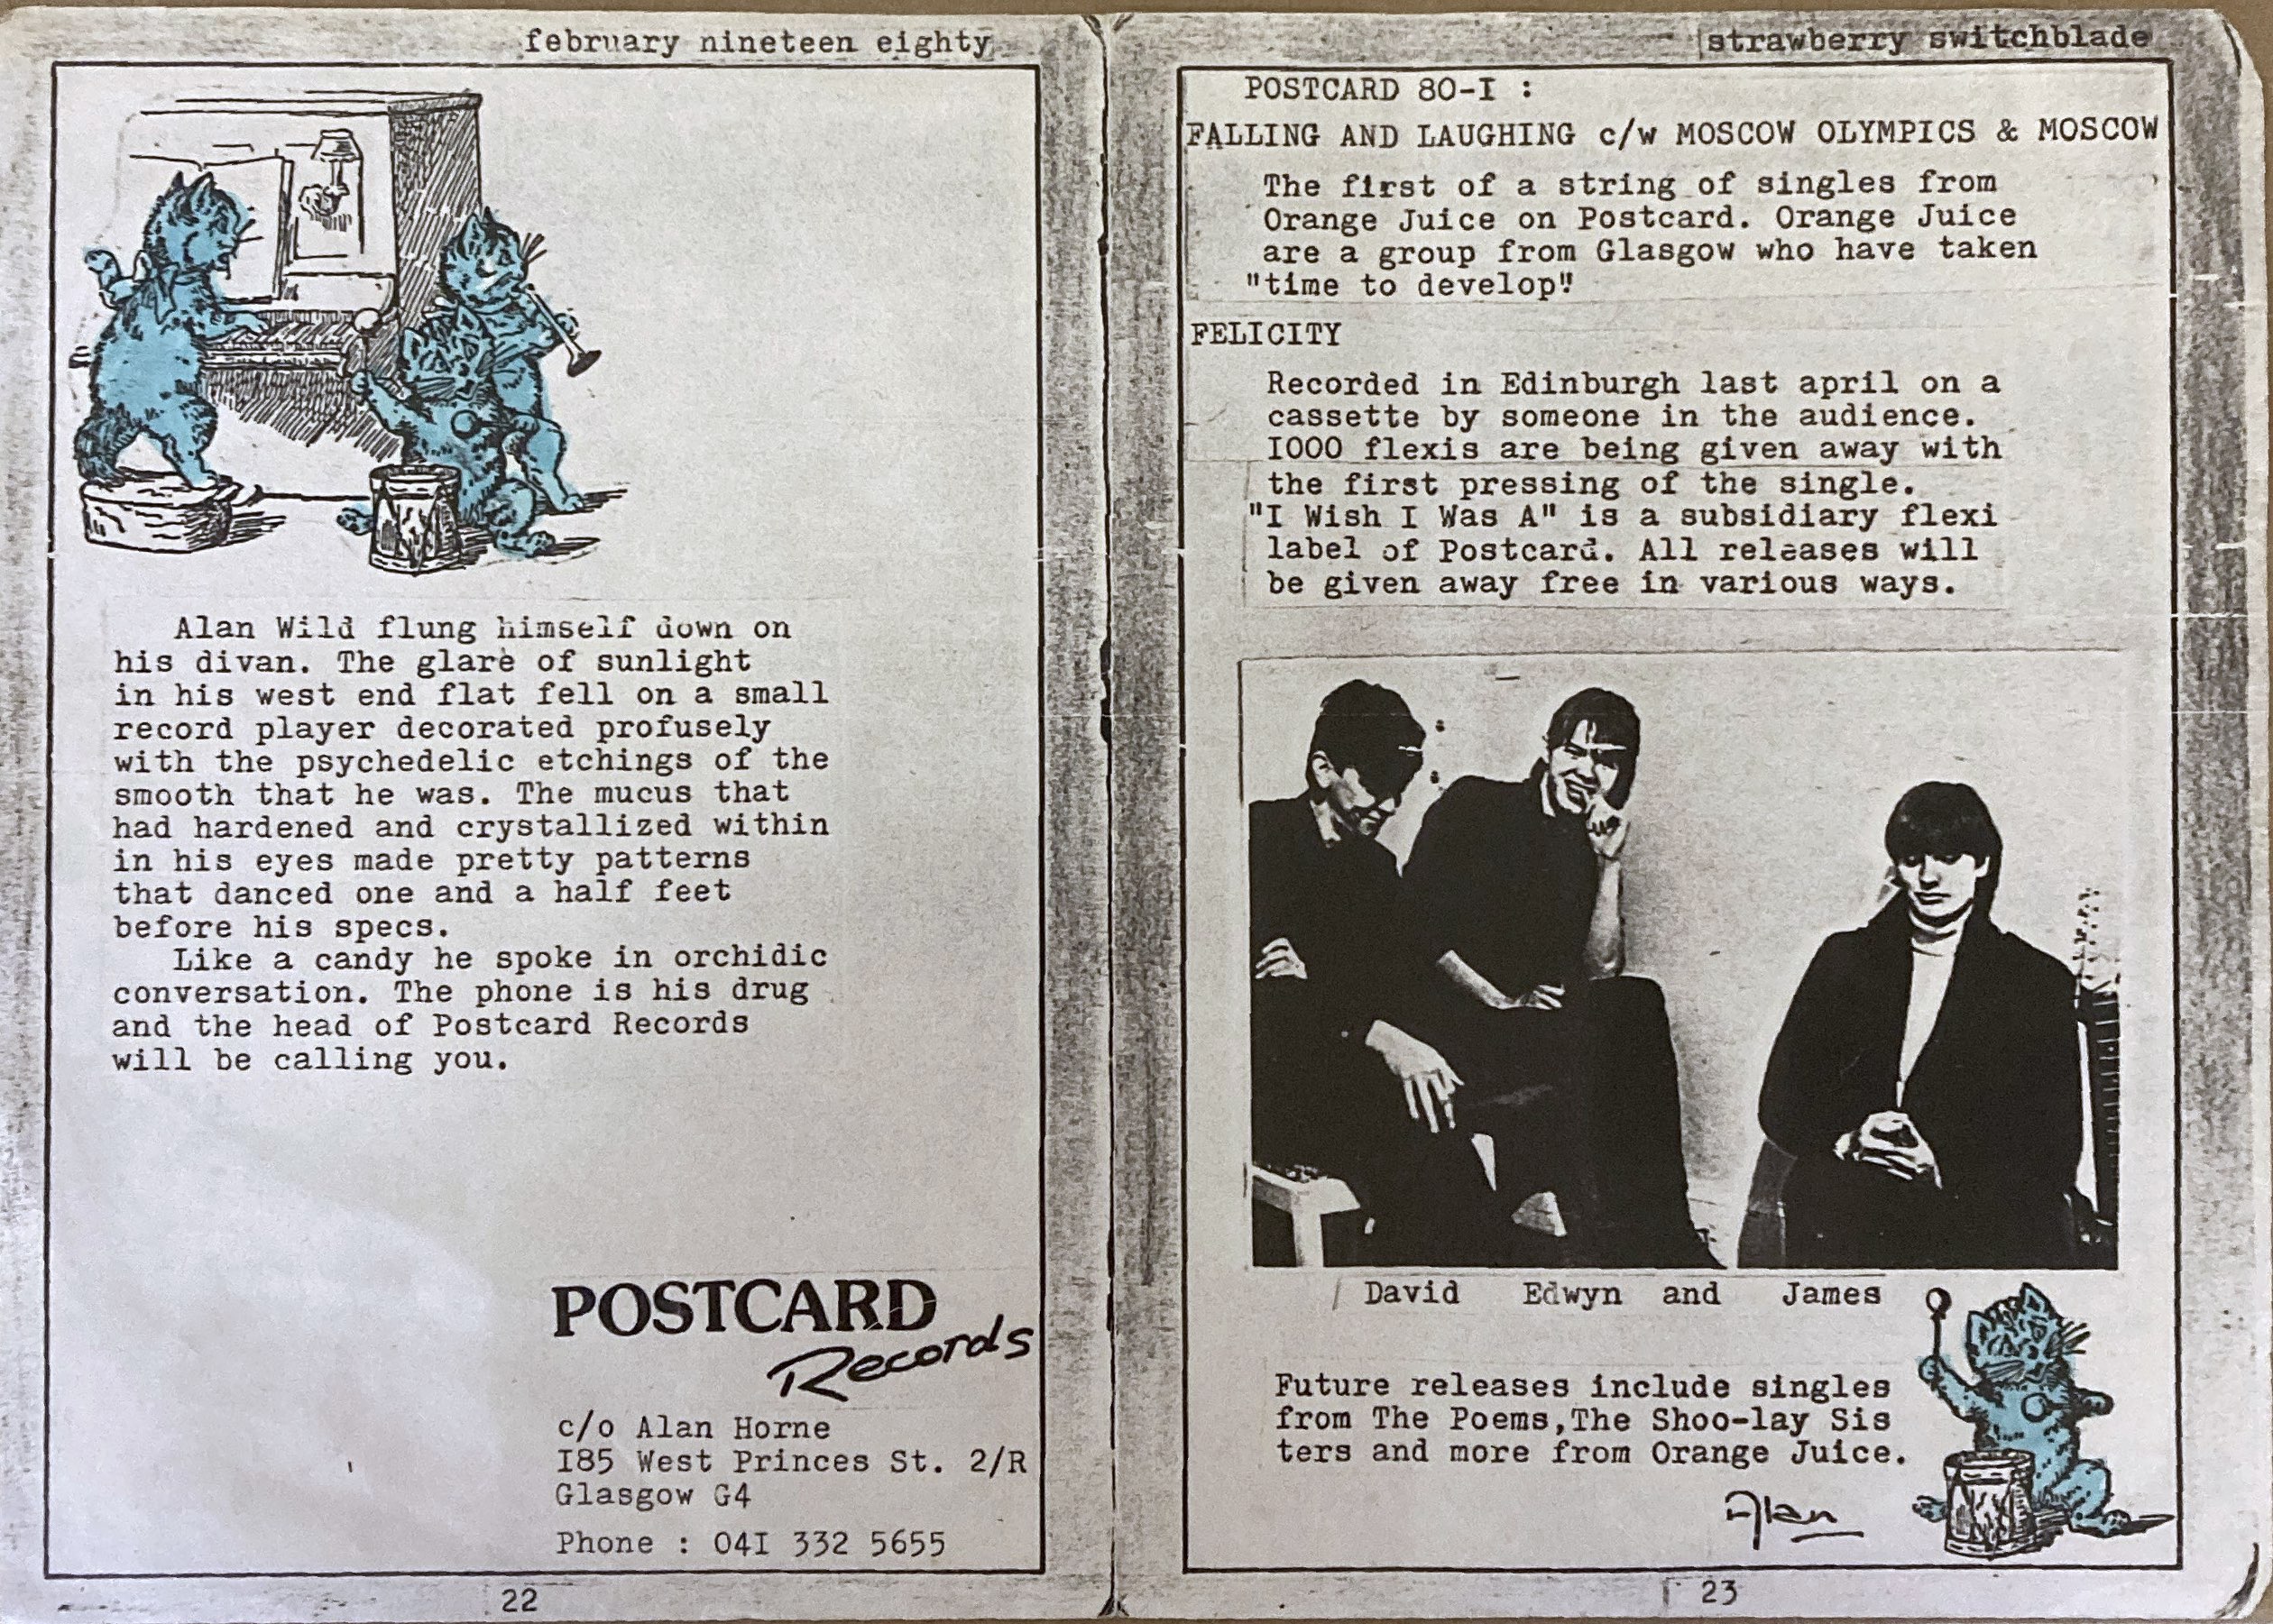 february nineteen eighty
Alan Wild flung himself down on
his divan. The glare of sunlight
in his west end flat fell on a small
record player decorated profusely
with the psychedelic etchings of the
smooth that he was. The mucus that
had hardened and crystallized within
in his eyes made pretty patterns
that danced one and a half feet
before his specs.
Like a candy he spoke in orchidic
conversation. The phone is his drug
and the head of Postcard Records
will be calling you.
POSTCARD
Records
c/o Alan Horne
I85 West Princes St. 2/R
Glasgow G4
Phone : 04I 332 5655
22
strawberry switchblade
POSTCARD 80-I :
FALLING AND LAUGHING c/w MOSCOW OLYMPICS & MOSCOW
The first of a string of singles from
Orange Juice on Postcard. Orange Juice
are a group from Glasgow who have taken
"time to develop"!
FELICITY
Recorded in Edinburgh last april on a
cassette by someone in the audience.
I000 flexis are being given away with
the first pressing of the single.
"I Wish I Was A" is a subsidiary flexi
label of Postcard. All releases will
be given away free in various ways.
David Edwyn and James
Future releases include singles
from The Poems,The Shoo-lay Sis
ters and more from Orange Juice.
Alan
23